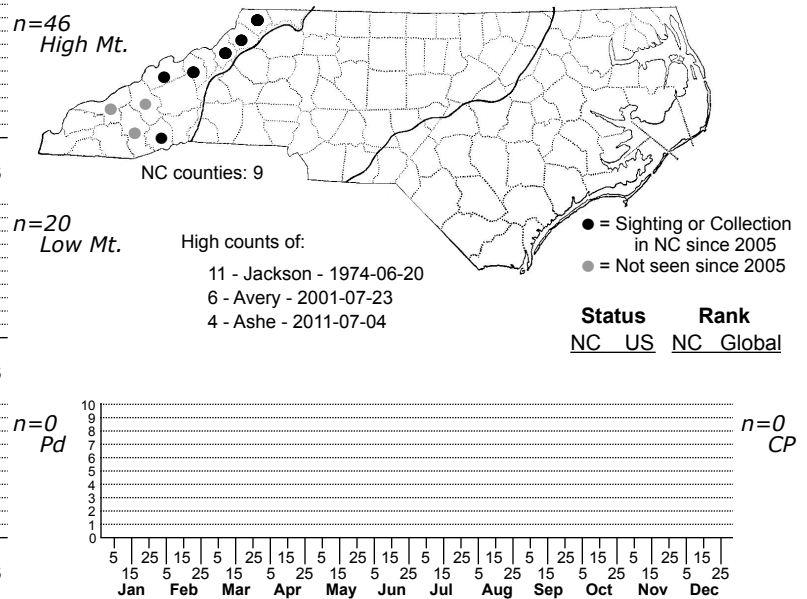 n=46
High Mt.
NC counties: 9
n=20
Low Mt.
High counts of:
11 - Jackson - 1974-06-20
6 - Avery - 2001-07-23
4 - Ashe - 2011-07-04
= Sighting or Collection
in NC since 2005
= Not seen since 2005
Status Rank
NC US NC Global
n=0
Pd
10
9
8
7
6
5
4
3
2
1
0
n=0
CP
5 25 15 5 25 15 5 25 15 5 25 15 5 25 15 5 25 15
15 5 25 15 5 25 15 5 25 15 5 25 15 5 25 15 5 25
Jan Feb Mar Apr May Jun Jul Aug Sep Oct Nov Dec